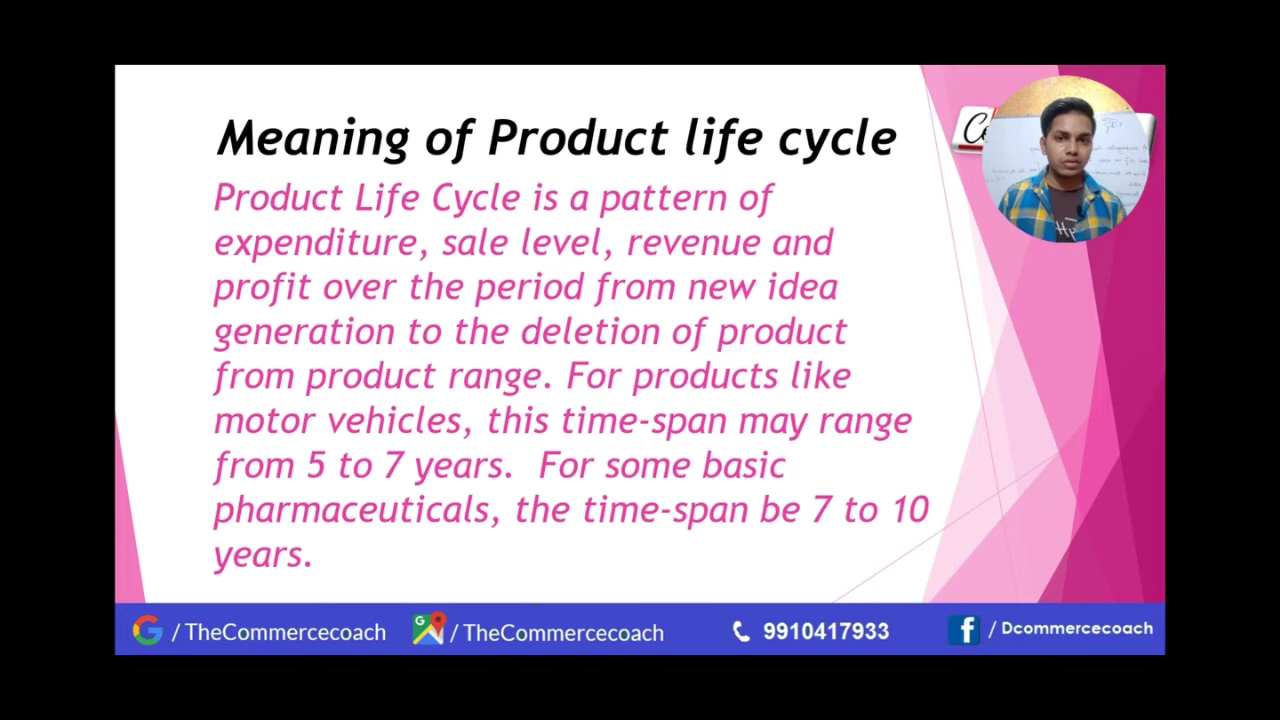 Meaning of Product life cycle
Product Life Cycle is a pattern of
expenditure, sale level, revenue and
profit over the period from new idea
generation to the deletion of product
from product range. For products like
motor vehicles, this time-span may range
from 5 to 7 years.  For some basic
pharmaceuticals, the time-span be 7 to 10
years.
/ TheCommercecoach
G
/ TheCommercecoach
9910417933
f / Dcommercecoach